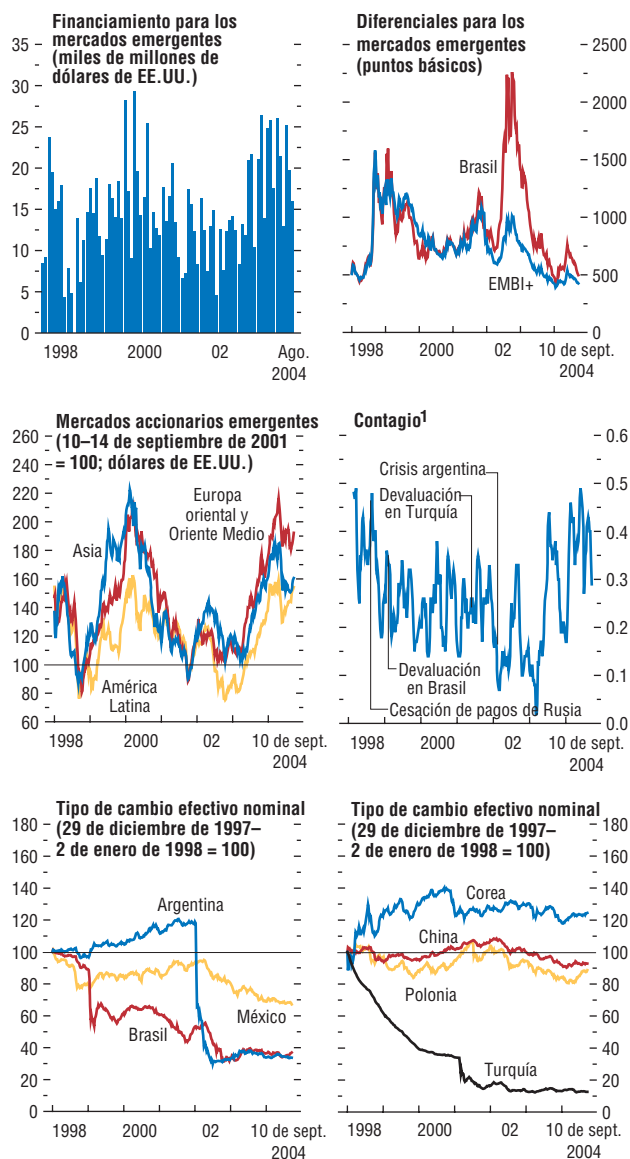 Financiamiento para los
mercados emergentes
(miles de millones de
dólares de EE.UU.)
35
30
25
20
15
10
5
0
1998
2000
02
Ago.
2004
Diferenciales para los
mercados emergentes
(puntos básicos)
2500
2000
1500
1000
500
0
Brasil
EMBI+
1998
2000
02
10 de sept.
2004
Mercados accionarios emergentes
(10–14 de septiembre de 2001
= 100; dólares de EE.UU.)
260
240
220
200
180
160
140
120
100
80
60
Europa
oriental y
Oriente Medio
Asia
América
Latina
1998
2000
02
10 de sept.
2004
Contagio¹
0.6
0.5
0.4
0.3
0.2
0.1
0.0
Crisis argentina
Devaluación
en Turquía
Devaluación
en Brasil
Cesación de pagos de Rusia
1998
2000
02
10 de sept.
2004
Tipo de cambio efectivo nominal
(29 de diciembre de 1997–
2 de enero de 1998 = 100)
180
160
140
120
100
80
60
40
20
0
Argentina
México
Brasil
1998
2000
02
10 de sept.
2004
Tipo de cambio efectivo nominal
(29 de diciembre de 1997–
2 de enero de 1998 = 100)
180
160
140
120
100
80
60
40
20
0
Corea
China
Polonia
Turquía
1998
2000
02
10 de sept.
2004